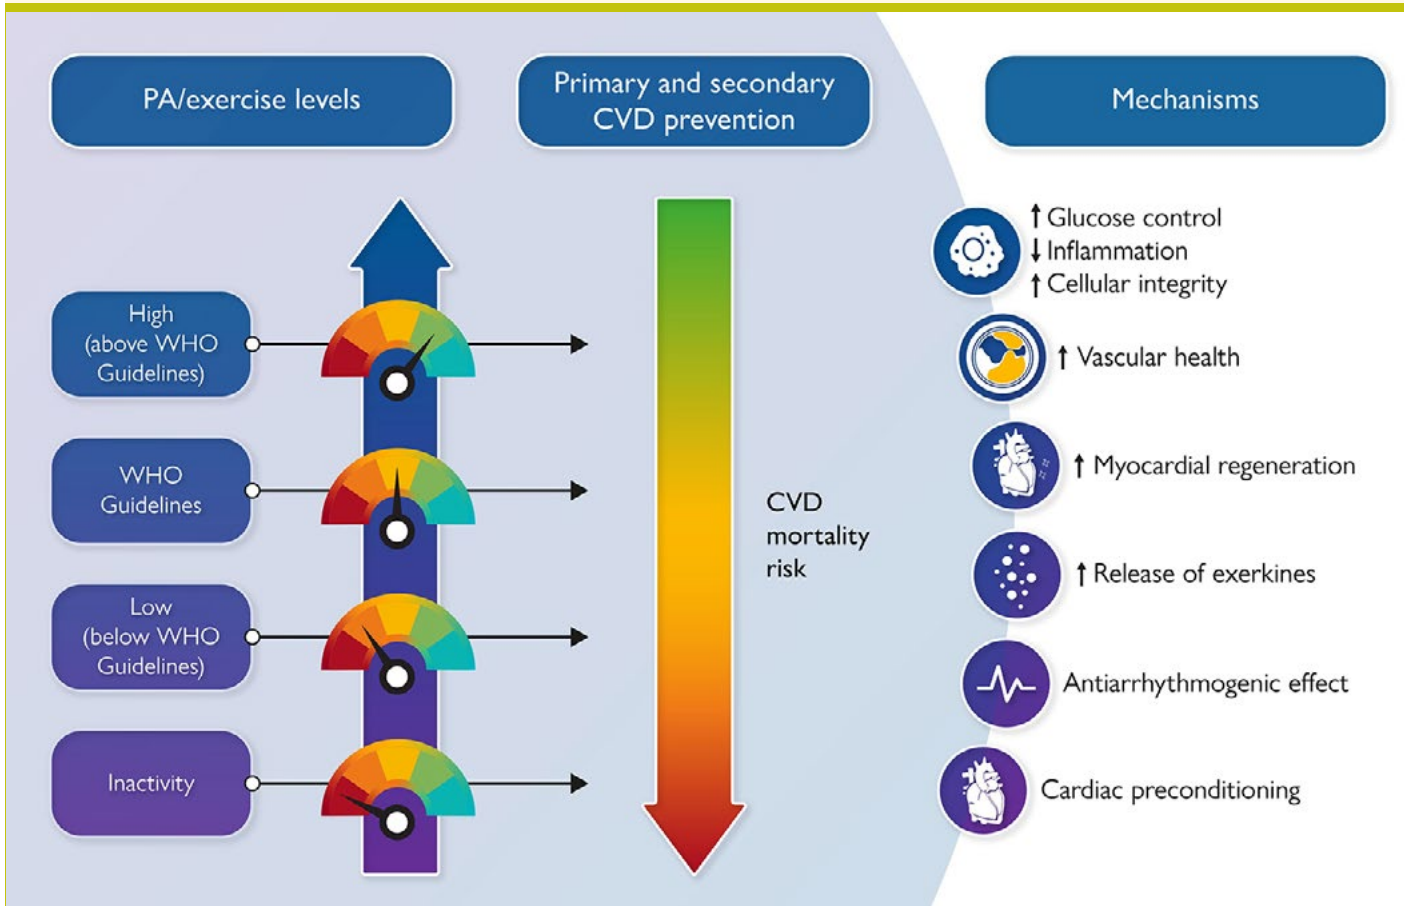 PA/exercise levels
Primary and secondary
CVD prevention
Mechanisms
High
(above WHO
Guidelines)
WHO
Guidelines
Low
(below WHO
Guidelines)
Inactivity
CVD
mortality
risk
↑ Glucose control
↓ Inflammation
↑ Cellular integrity
↑ Vascular health
↑ Myocardial regeneration
↑ Release of exerkines
Antiarrhythmogenic effect
Cardiac preconditioning